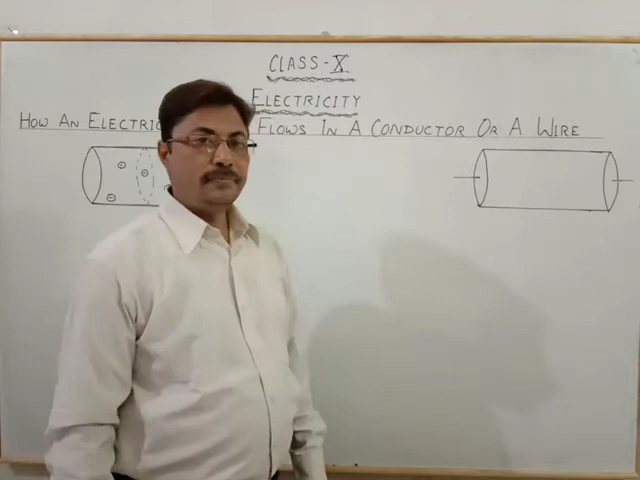 CLASS-X
ELECTRICITY
HOW AN ELECTRIC FLOWS IN A CONDUCTOR OR A WIRE